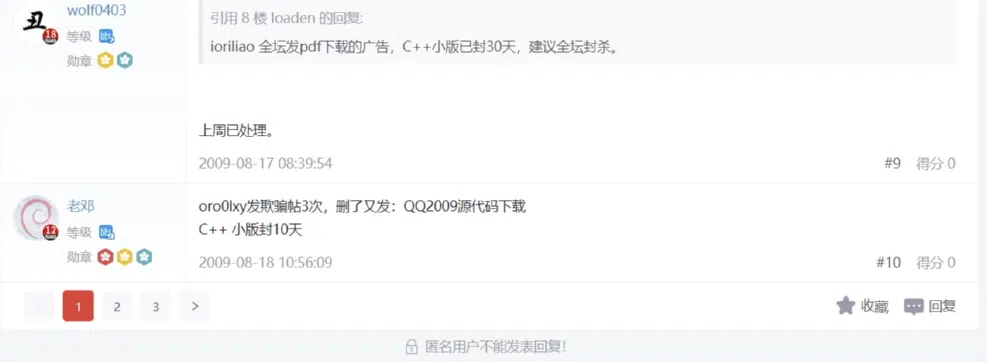 wolf0403
引用 8 楼 loaden 的回复:
丑
18
等级
ioriliao 全坛发pdf下载的广告，C++小版已封30天，建议全坛封杀。
勋章
上周已处理。
2009-08-17 08:39:54 #9 得分 0
老邓
oro0lxy发欺骗帖3次，删了又发：QQ2009源代码下载
12
等级
C++ 小版封10天
勋章
2009-08-18 10:56:09 #10 得分 0
< 1 2 3 > 收藏 回复
匿名用户不能发表回复!